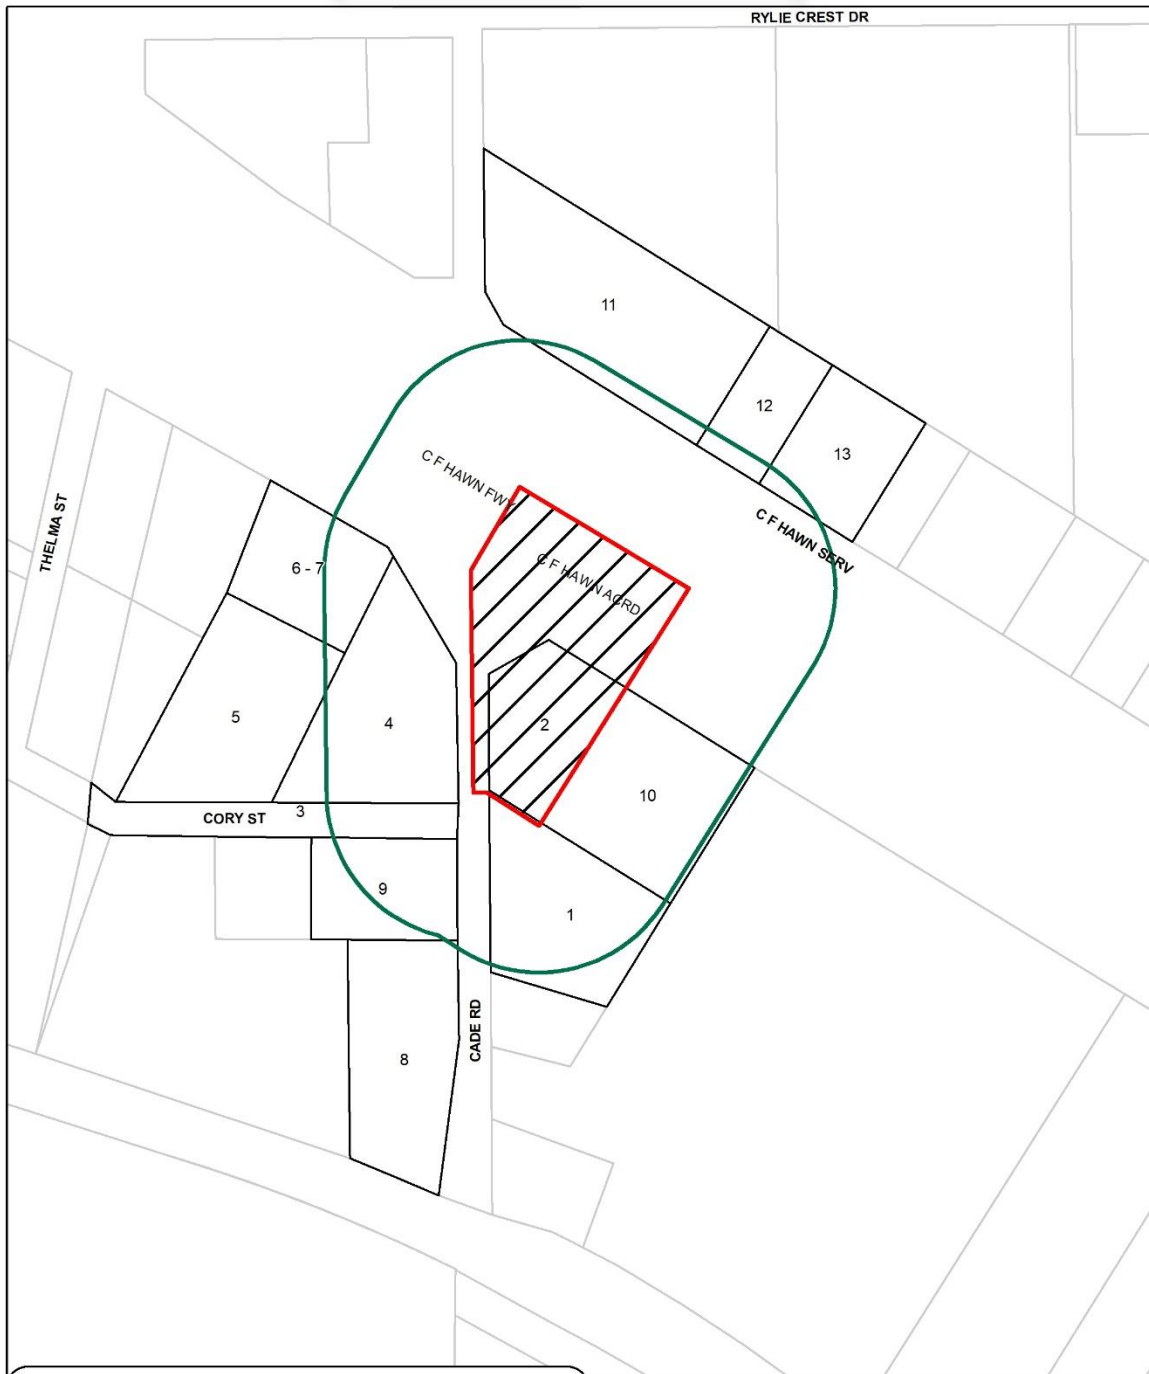 RYLIE CREST DR
11
12
13
C F HAWN FWY
C F HAWN SERV
THELMA ST
6 - 7
C F HAWN ACRD
5
4
2
10
3
CORY ST
9
1
CADE RD
8